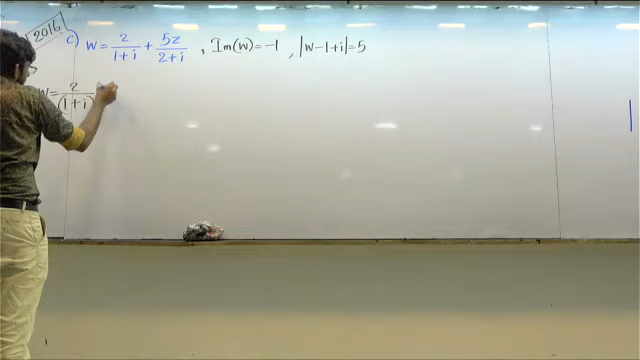 2016
c) W = 2/(1+i) + 5z/(2+i) , Im(W) = -1 , |W-1+i| = 5
W = 2/(1+i)